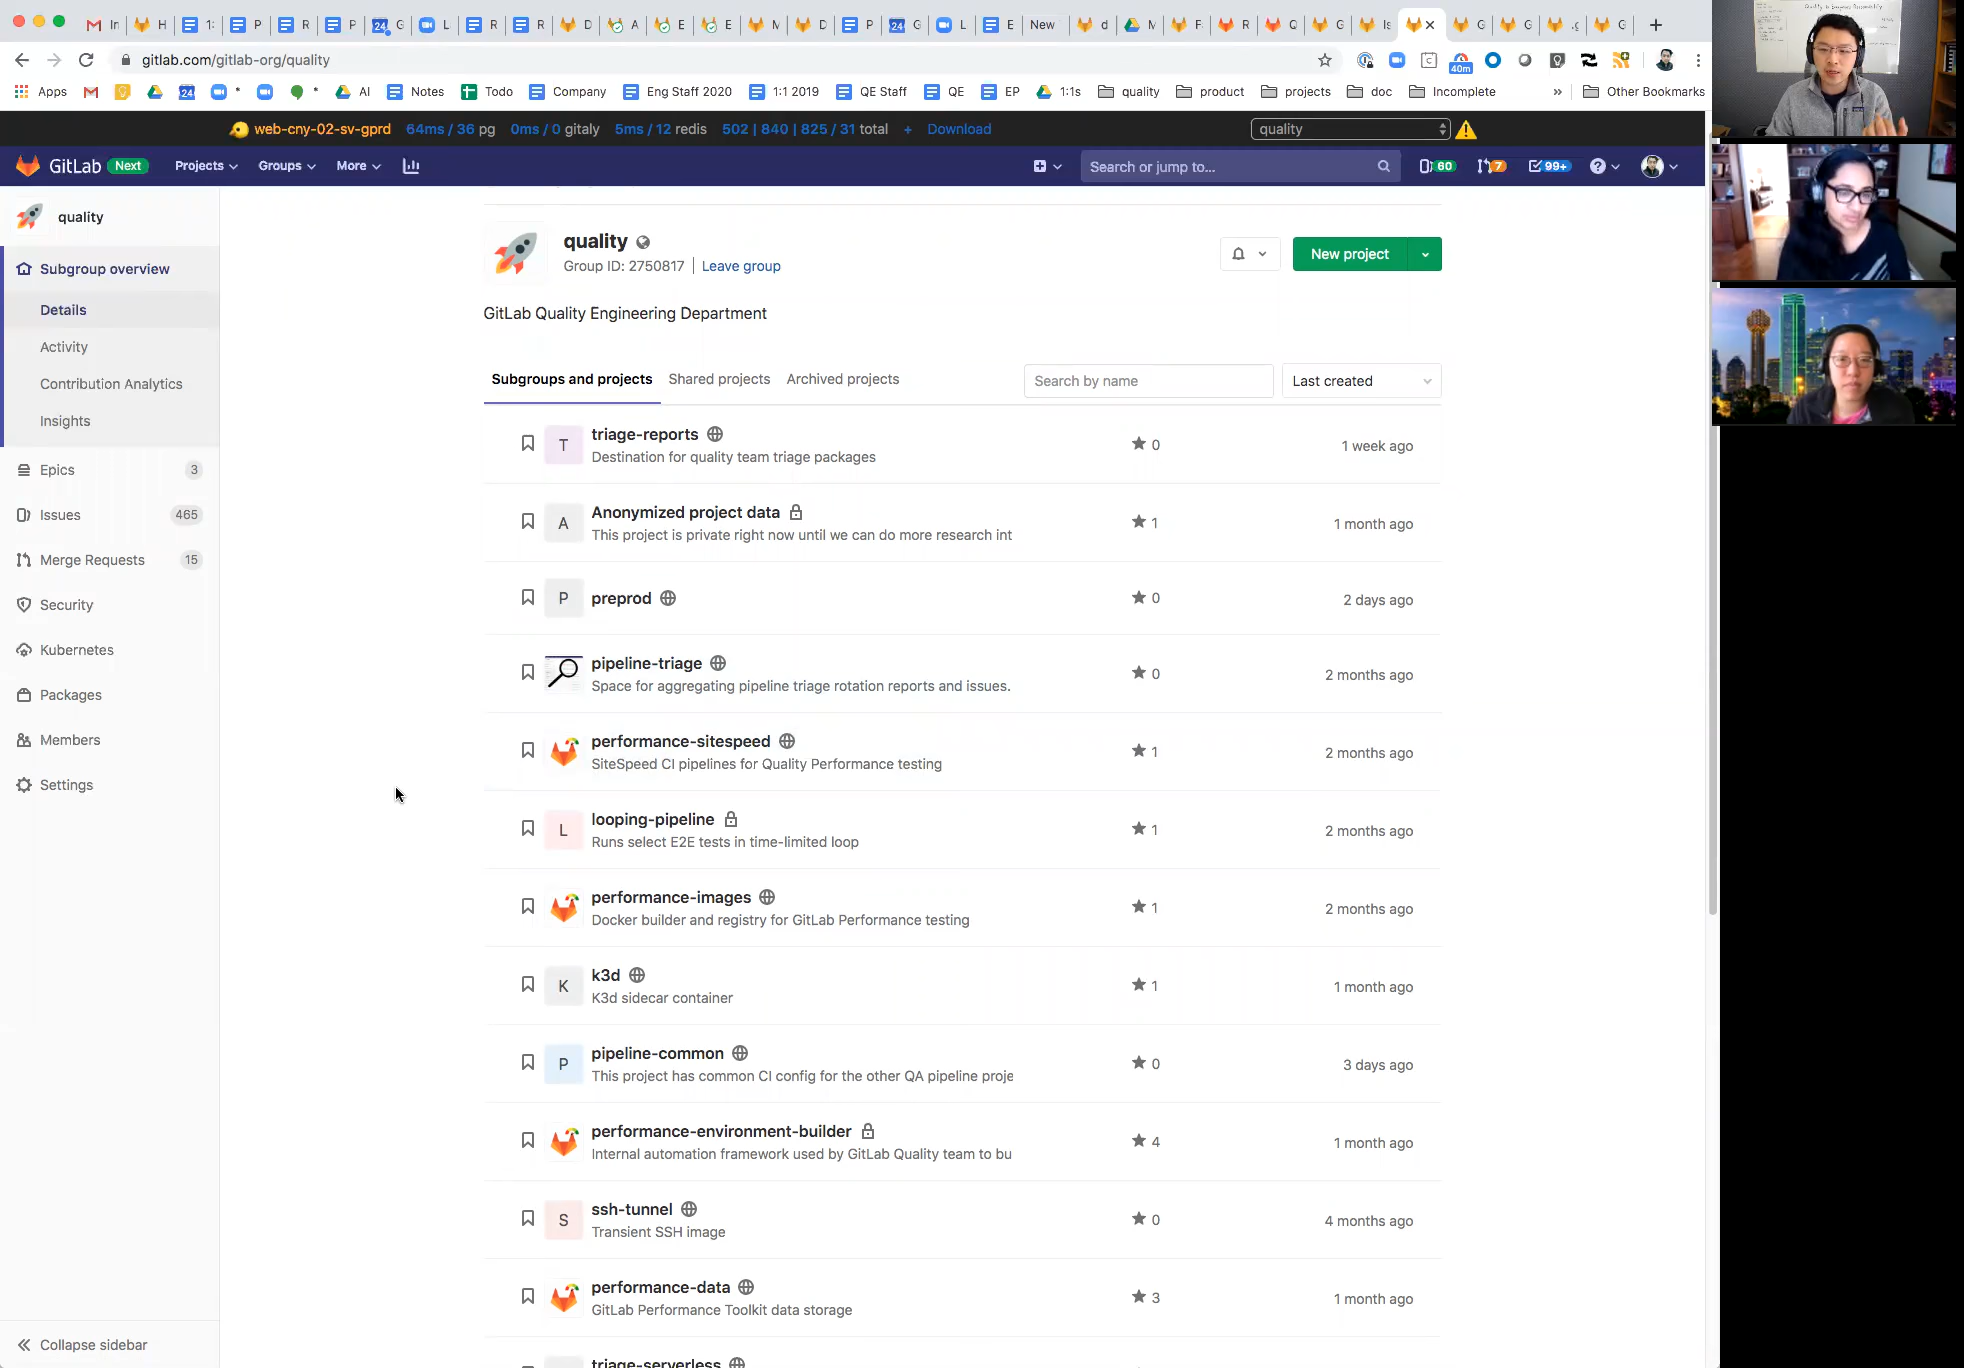 In
H
1:
P
R
P
G
L
R
R
D
A
E
E
M
D
P
G
L
E
New
d
M
F
R
Q
G
Is
G
G
.g
G
gitlab.com/gitlab-org/quality
40m
Apps
AI
Notes
Todo
Company
Eng Staff 2020
1:1 2019
QE Staff
QE
EP
1:1s
quality
product
projects
doc
Incomplete
»
Other Bookmarks
web-cny-02-sv-gprd 64ms / 36 pg 0ms / 0 gitaly 5ms / 12 redis 502 | 840 | 825 / 31 total + Download
quality
GitLab Next Projects Groups More
Search or jump to...
60
7
99+
quality
Subgroup overview
Details
Activity
Contribution Analytics
Insights
Epics 3
Issues 465
Merge Requests 15
Security
Kubernetes
Packages
Members
Settings
Collapse sidebar
quality
Group ID: 2750817 | Leave group
New project
GitLab Quality Engineering Department
Subgroups and projects Shared projects Archived projects
Search by name
Last created
T triage-reports
Destination for quality team triage packages
0 1 week ago
A Anonymized project data
This project is private right now until we can do more research int
1 1 month ago
P preprod
0 2 days ago
pipeline-triage
Space for aggregating pipeline triage rotation reports and issues.
0 2 months ago
performance-sitespeed
SiteSpeed CI pipelines for Quality Performance testing
1 2 months ago
L looping-pipeline
Runs select E2E tests in time-limited loop
1 2 months ago
performance-images
Docker builder and registry for GitLab Performance testing
1 2 months ago
K k3d
K3d sidecar container
1 1 month ago
P pipeline-common
This project has common CI config for the other QA pipeline proje
0 3 days ago
performance-environment-builder
Internal automation framework used by GitLab Quality team to bu
4 1 month ago
S ssh-tunnel
Transient SSH image
0 4 months ago
performance-data
GitLab Performance Toolkit data storage
3 1 month ago
triage-serverless